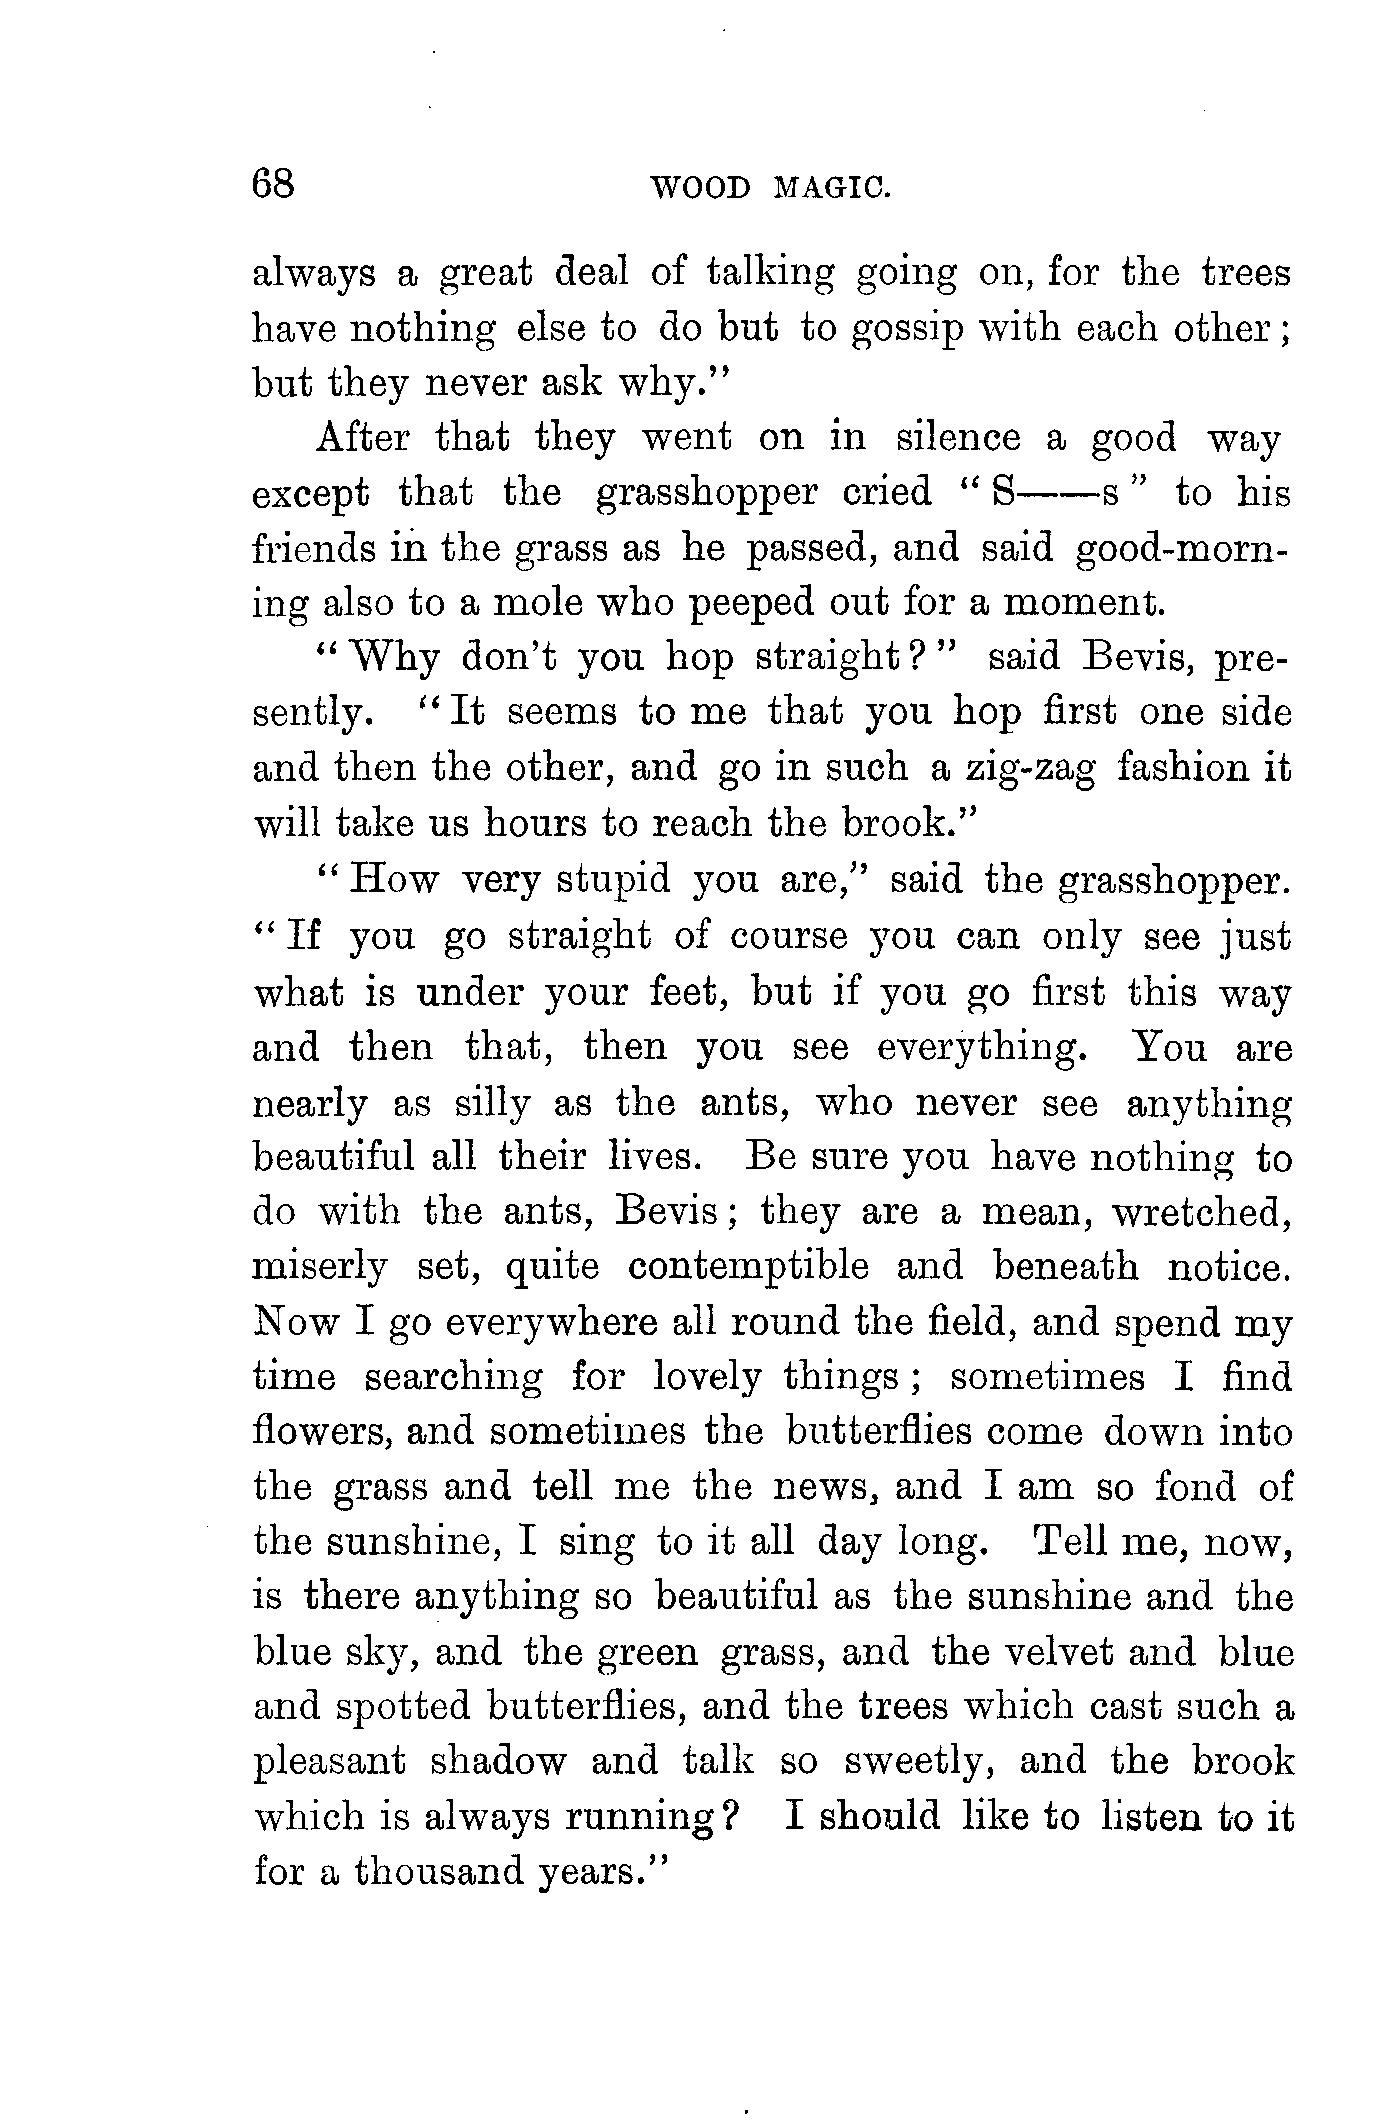 68 WOOD MAGIC.
always a great deal of talking going on, for the trees
have nothing else to do but to gossip with each other;
but they never ask why."
After that they went on in silence a good way
except that the grasshopper cried "S——s" to his
friends in the grass as he passed, and said good-morn-
ing also to a mole who peeped out for a moment.
"Why don't you hop straight?" said Bevis, pre-
sently. "It seems to me that you hop first one side
and then the other, and go in such a zig-zag fashion it
will take us hours to reach the brook."
"How very stupid you are," said the grasshopper.
"If you go straight of course you can only see just
what is under your feet, but if you go first this way
and then that, then you see everything. You are
nearly as silly as the ants, who never see anything
beautiful all their lives. Be sure you have nothing to
do with the ants, Bevis; they are a mean, wretched,
miserly set, quite contemptible and beneath notice.
Now I go everywhere all round the field, and spend my
time searching for lovely things; sometimes I find
flowers, and sometimes the butterflies come down into
the grass and tell me the news, and I am so fond of
the sunshine, I sing to it all day long. Tell me, now,
is there anything so beautiful as the sunshine and the
blue sky, and the green grass, and the velvet and blue
and spotted butterflies, and the trees which cast such a
pleasant shadow and talk so sweetly, and the brook
which is always running? I should like to listen to it
for a thousand years."